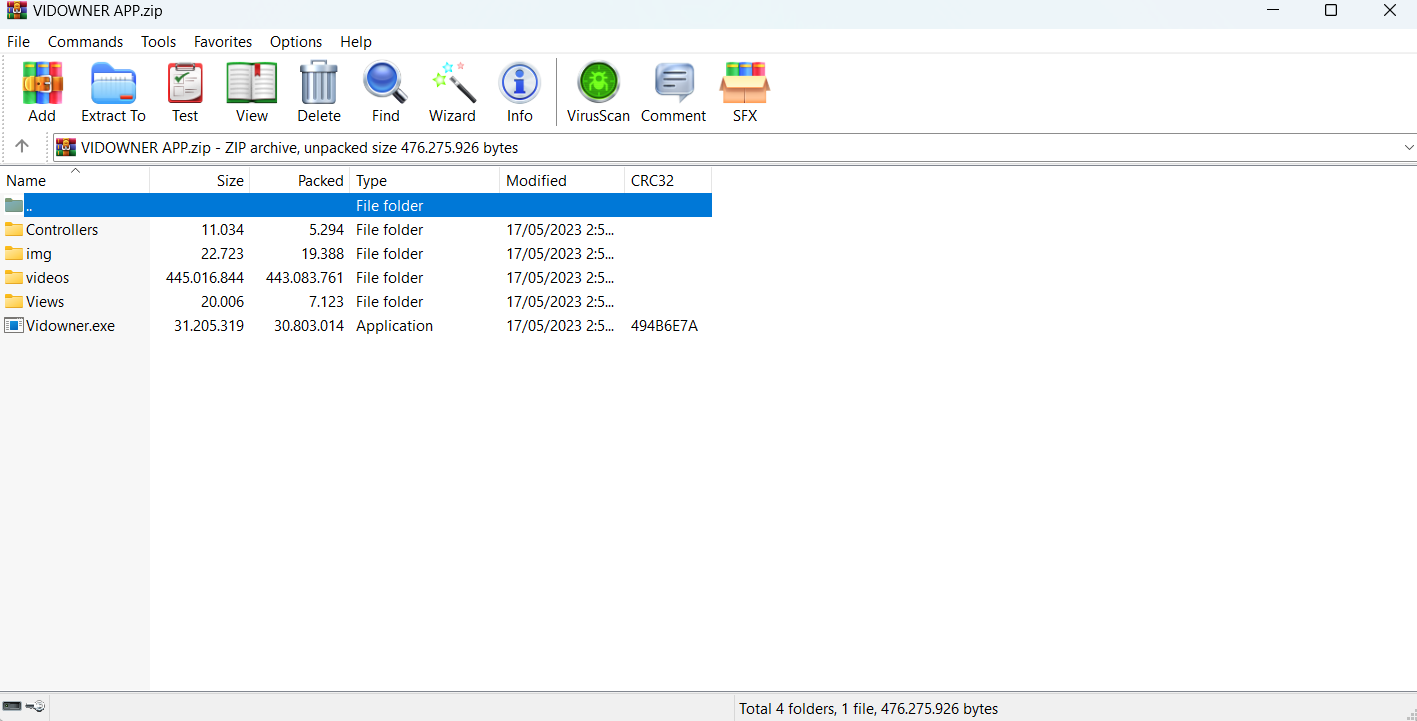 VIDOWNER APP.zip
File Commands Tools Favorites Options Help
Add Extract To Test View Delete Find Wizard Info VirusScan Comment SFX
VIDOWNER APP.zip - ZIP archive, unpacked size 476.275.926 bytes
Name Size Packed Type Modified CRC32
.. File folder
Controllers 11.034 5.294 File folder 17/05/2023 2:5...
img 22.723 19.388 File folder 17/05/2023 2:5...
videos 445.016.844 443.083.761 File folder 17/05/2023 2:5...
Views 20.006 7.123 File folder 17/05/2023 2:5...
Vidowner.exe 31.205.319 30.803.014 Application 17/05/2023 2:5... 494B6E7A
Total 4 folders, 1 file, 476.275.926 bytes